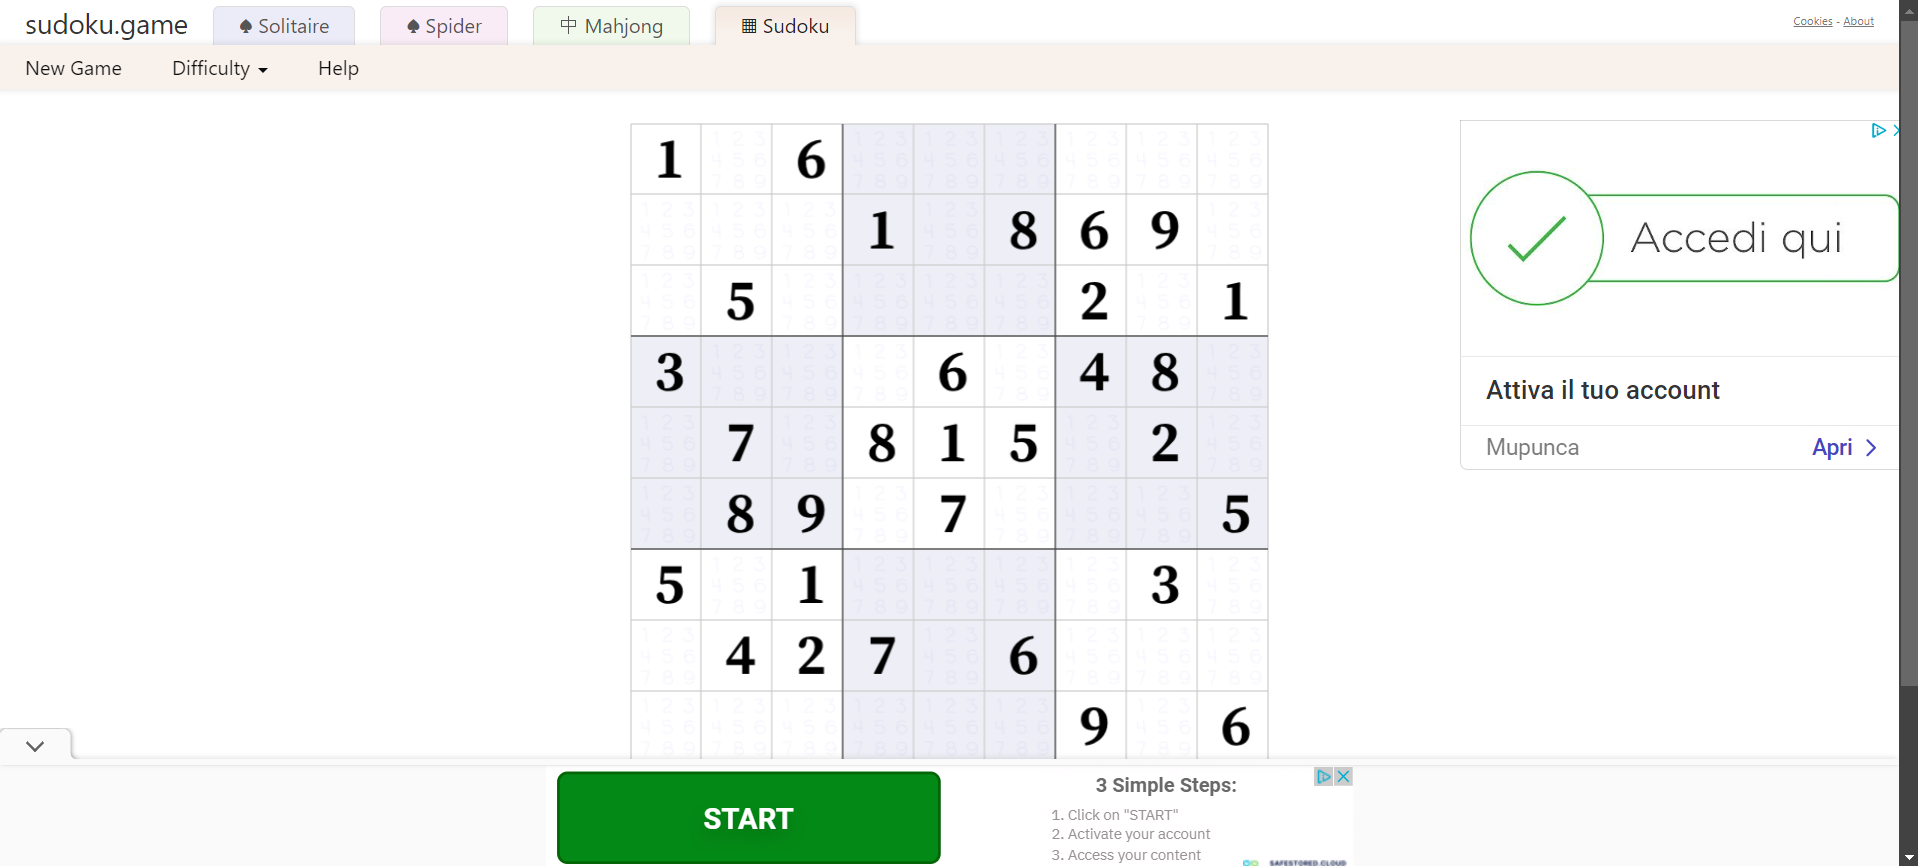 sudoku.game
♠ Solitaire
♠ Spider
中 Mahjong
▦ Sudoku
Cookies - About
New Game
Difficulty
Help
1 6
1 8 6 9
5 2 1
3 6 4 8
7 8 1 5 2
8 9 7 5
5 1 3
4 2 7 6
9 6
Accedi qui
Attiva il tuo account
Mupunca
Apri
START
3 Simple Steps:
1. Click on "START"
2. Activate your account
3. Access your content
SAFESTORED.CLOUD